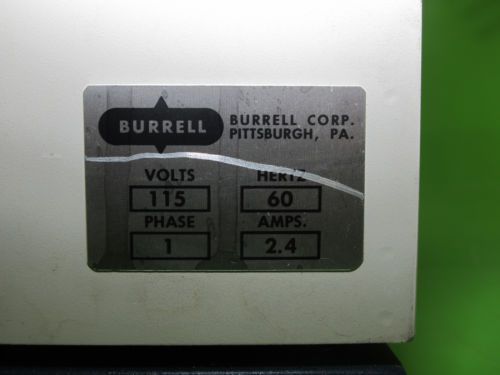 BURRELL
BURRELL CORP.
PITTSBURGH, PA.
VOLTS HERTZ
115 60
PHASE AMPS.
1 2.4